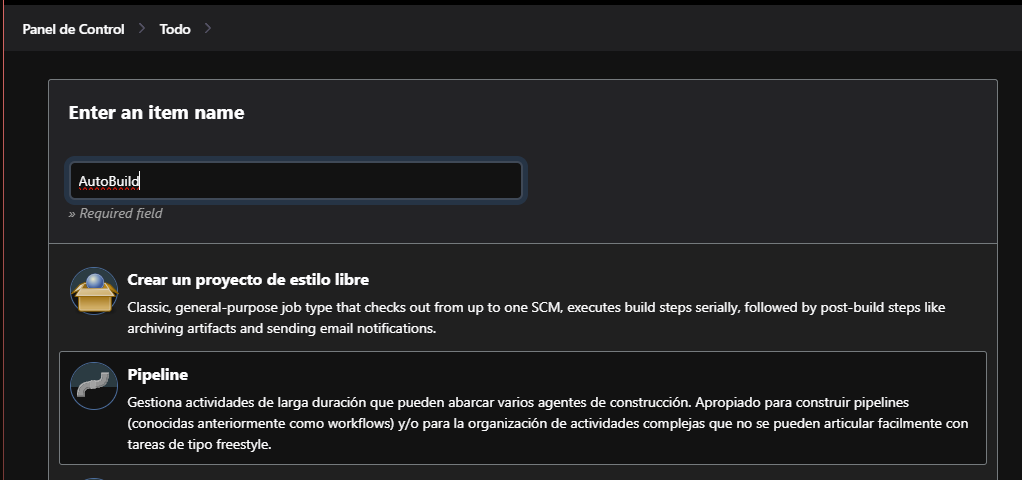 Panel de Control > Todo >
Enter an item name
AutoBuild
» Required field
Crear un proyecto de estilo libre
Classic, general-purpose job type that checks out from up to one SCM, executes build steps serially, followed by post-build steps like
archiving artifacts and sending email notifications.
Pipeline
Gestiona actividades de larga duración que pueden abarcar varios agentes de construcción. Apropiado para construir pipelines
(conocidas anteriormente como workflows) y/o para la organización de actividades complejas que no se pueden articular facilmente con
tareas de tipo freestyle.